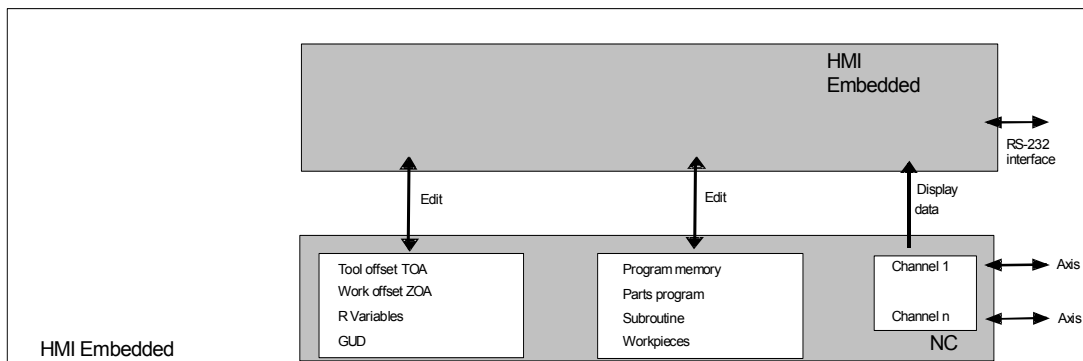 HMI
Embedded
RS-232
interface
Edit
Edit
Display
data
Tool offset TOA
Work offset ZOA
R Variables
GUD
Program memory
Parts program
Subroutine
Workpieces
Channel 1
Channel n
Axis
Axis
NC
HMI Embedded